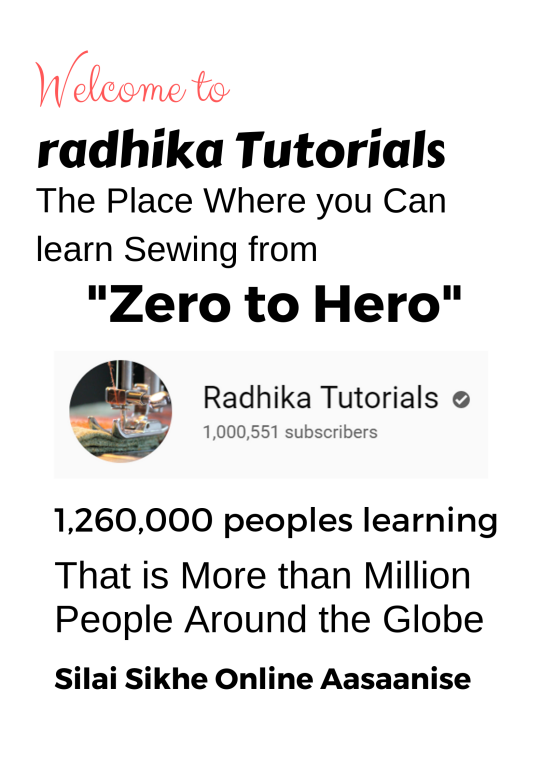 Welcome to
radhika Tutorials
The Place Where you Can
learn Sewing from
"Zero to Hero"
Radhika Tutorials
1,000,551 subscribers
1,260,000 peoples learning
That is More than Million
People Around the Globe
Silai Sikhe Online Aasaanise